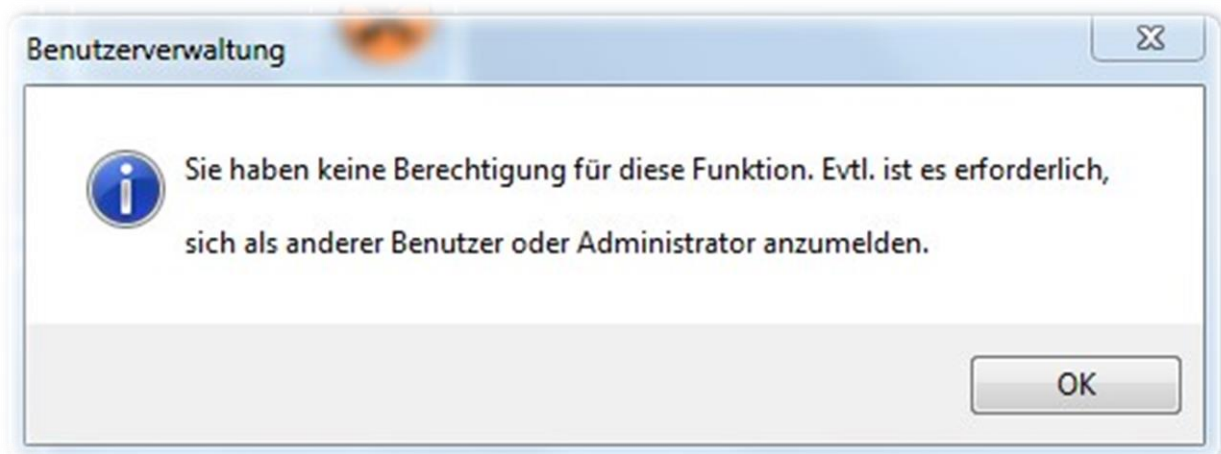 Benutzerverwaltung
Sie haben keine Berechtigung für diese Funktion. Evtl. ist es erforderlich,
sich als anderer Benutzer oder Administrator anzumelden.
OK